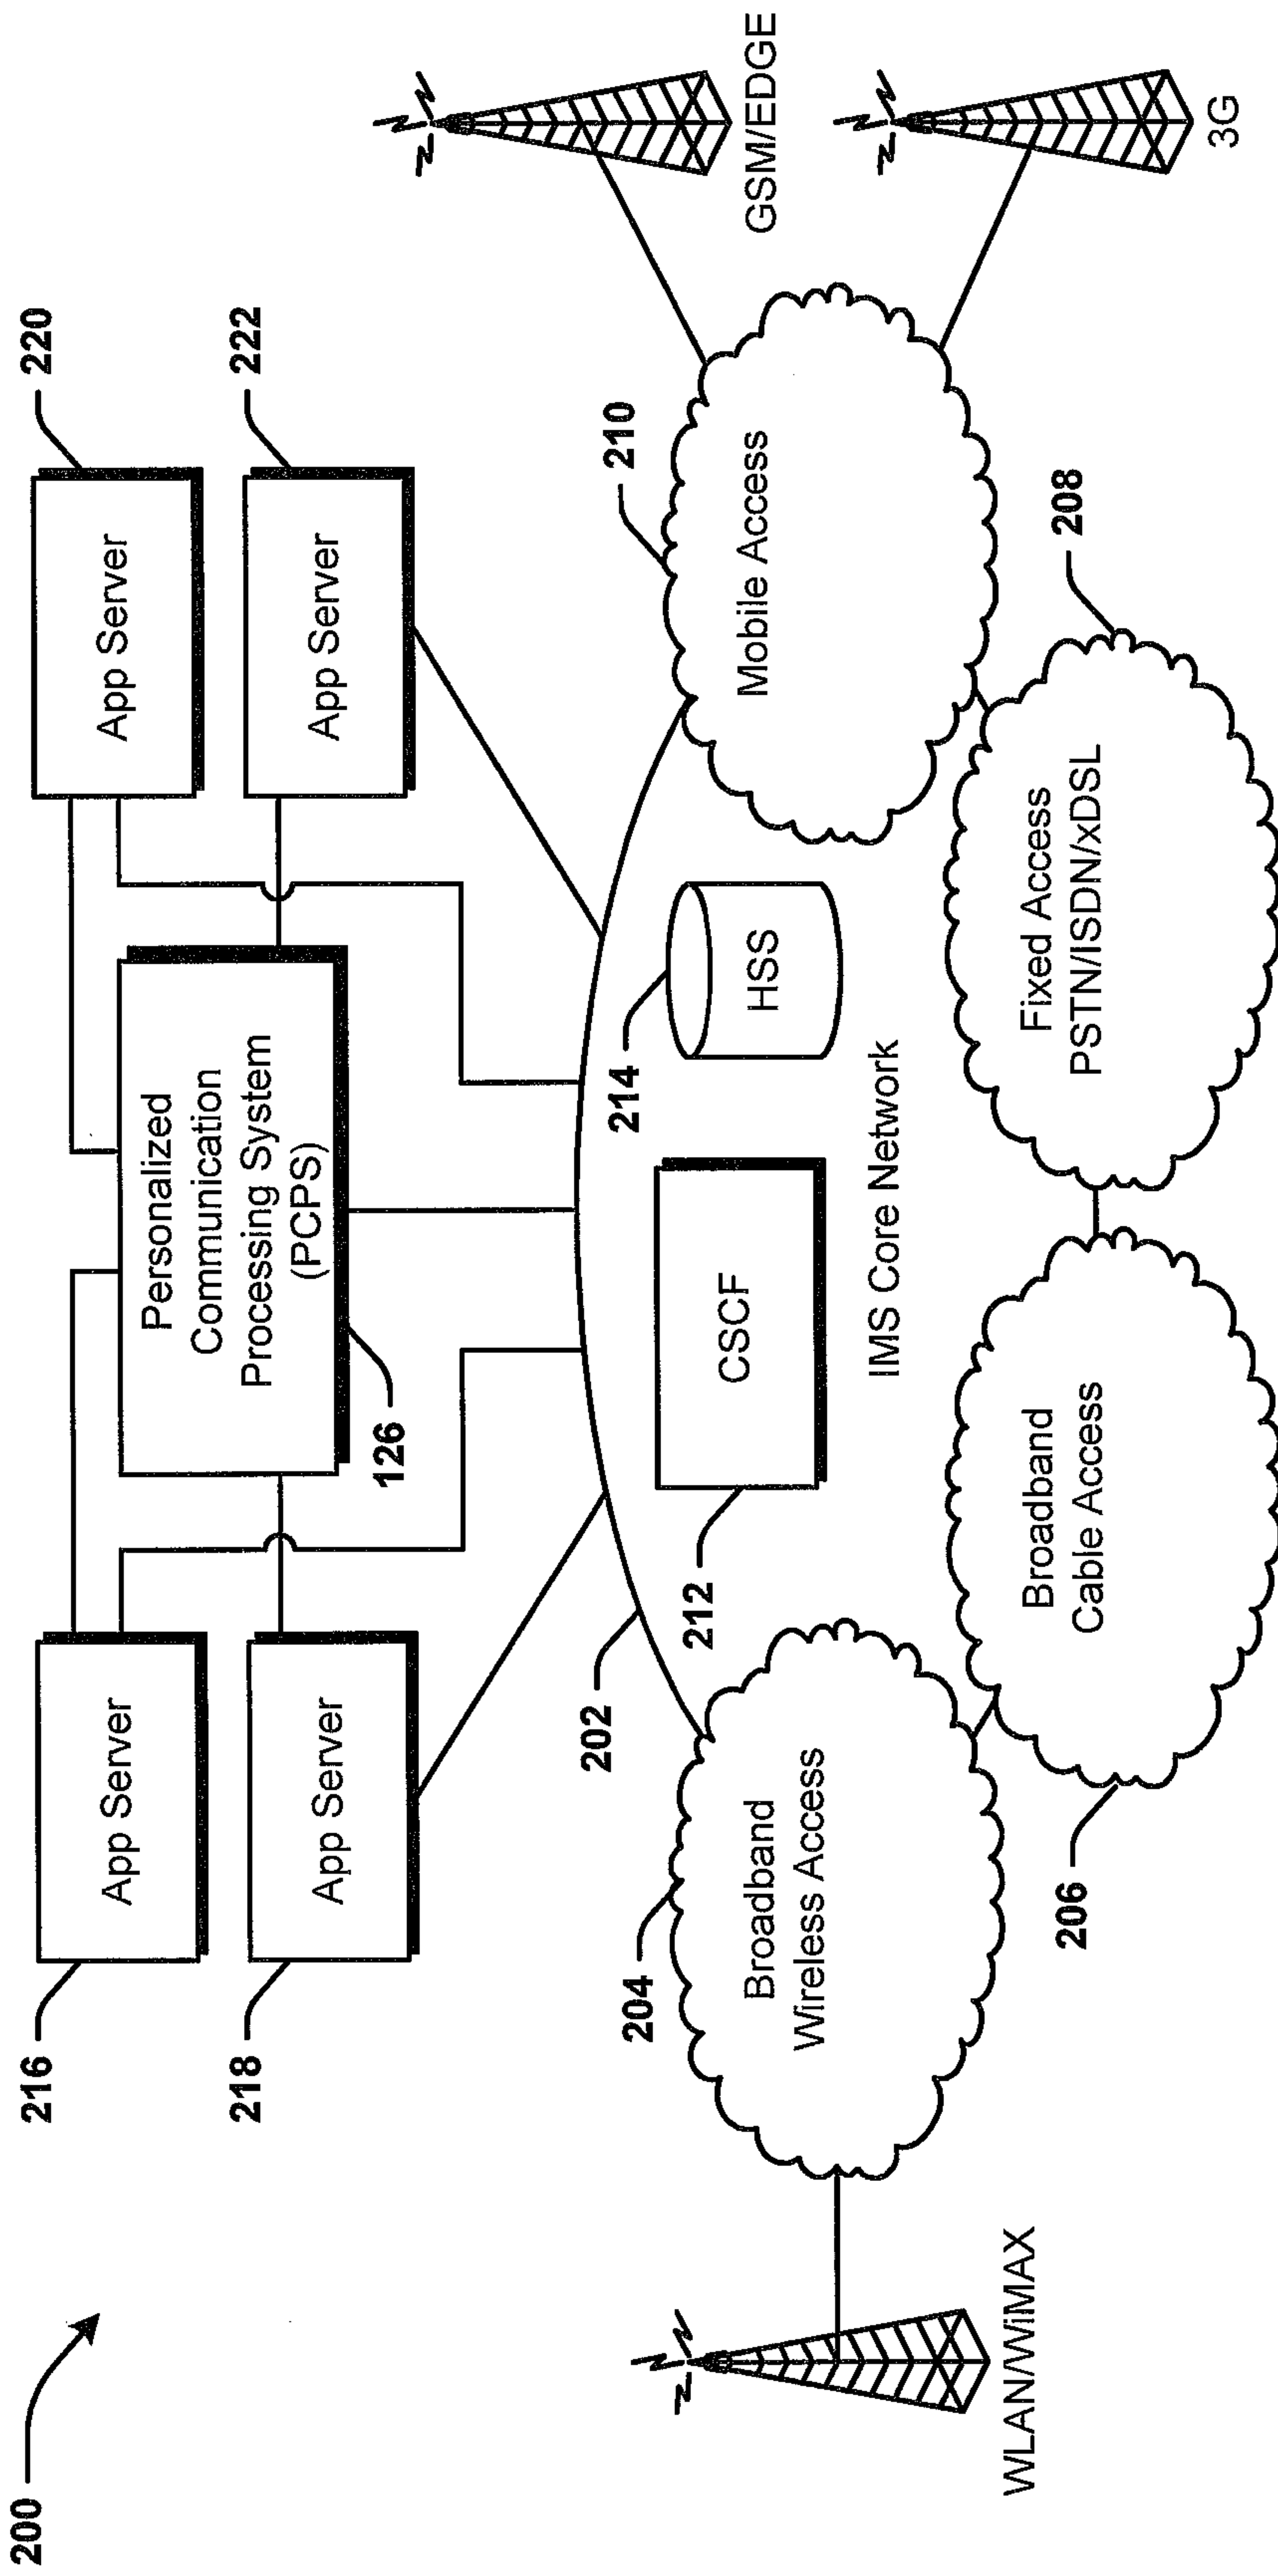 200
216
App Server
218
App Server
220
App Server
222
App Server
Personalized
Communication
Processing System
(PCPS)
126
202
212
CSCF
214
HSS
IMS Core Network
204
Broadband
Wireless Access
206
Broadband
Cable Access
208
Fixed Access
PSTN/ISDN/xDSL
210
Mobile Access
WLAN/WiMAX
GSM/EDGE
3G